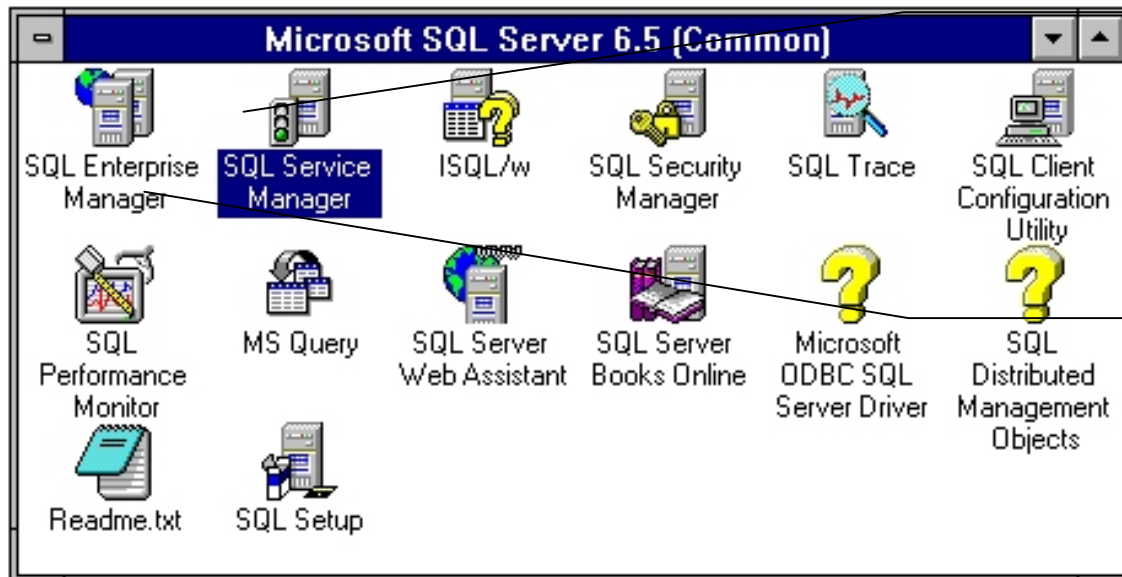 Microsoft SQL Server 6.5 (Common)
SQL Enterprise Manager
SQL Service Manager
ISQL/w
SQL Security Manager
SQL Trace
SQL Client Configuration Utility
SQL Performance Monitor
MS Query
SQL Server Web Assistant
SQL Server Books Online
Microsoft ODBC SQL Server Driver
SQL Distributed Management Objects
Readme.txt
SQL Setup